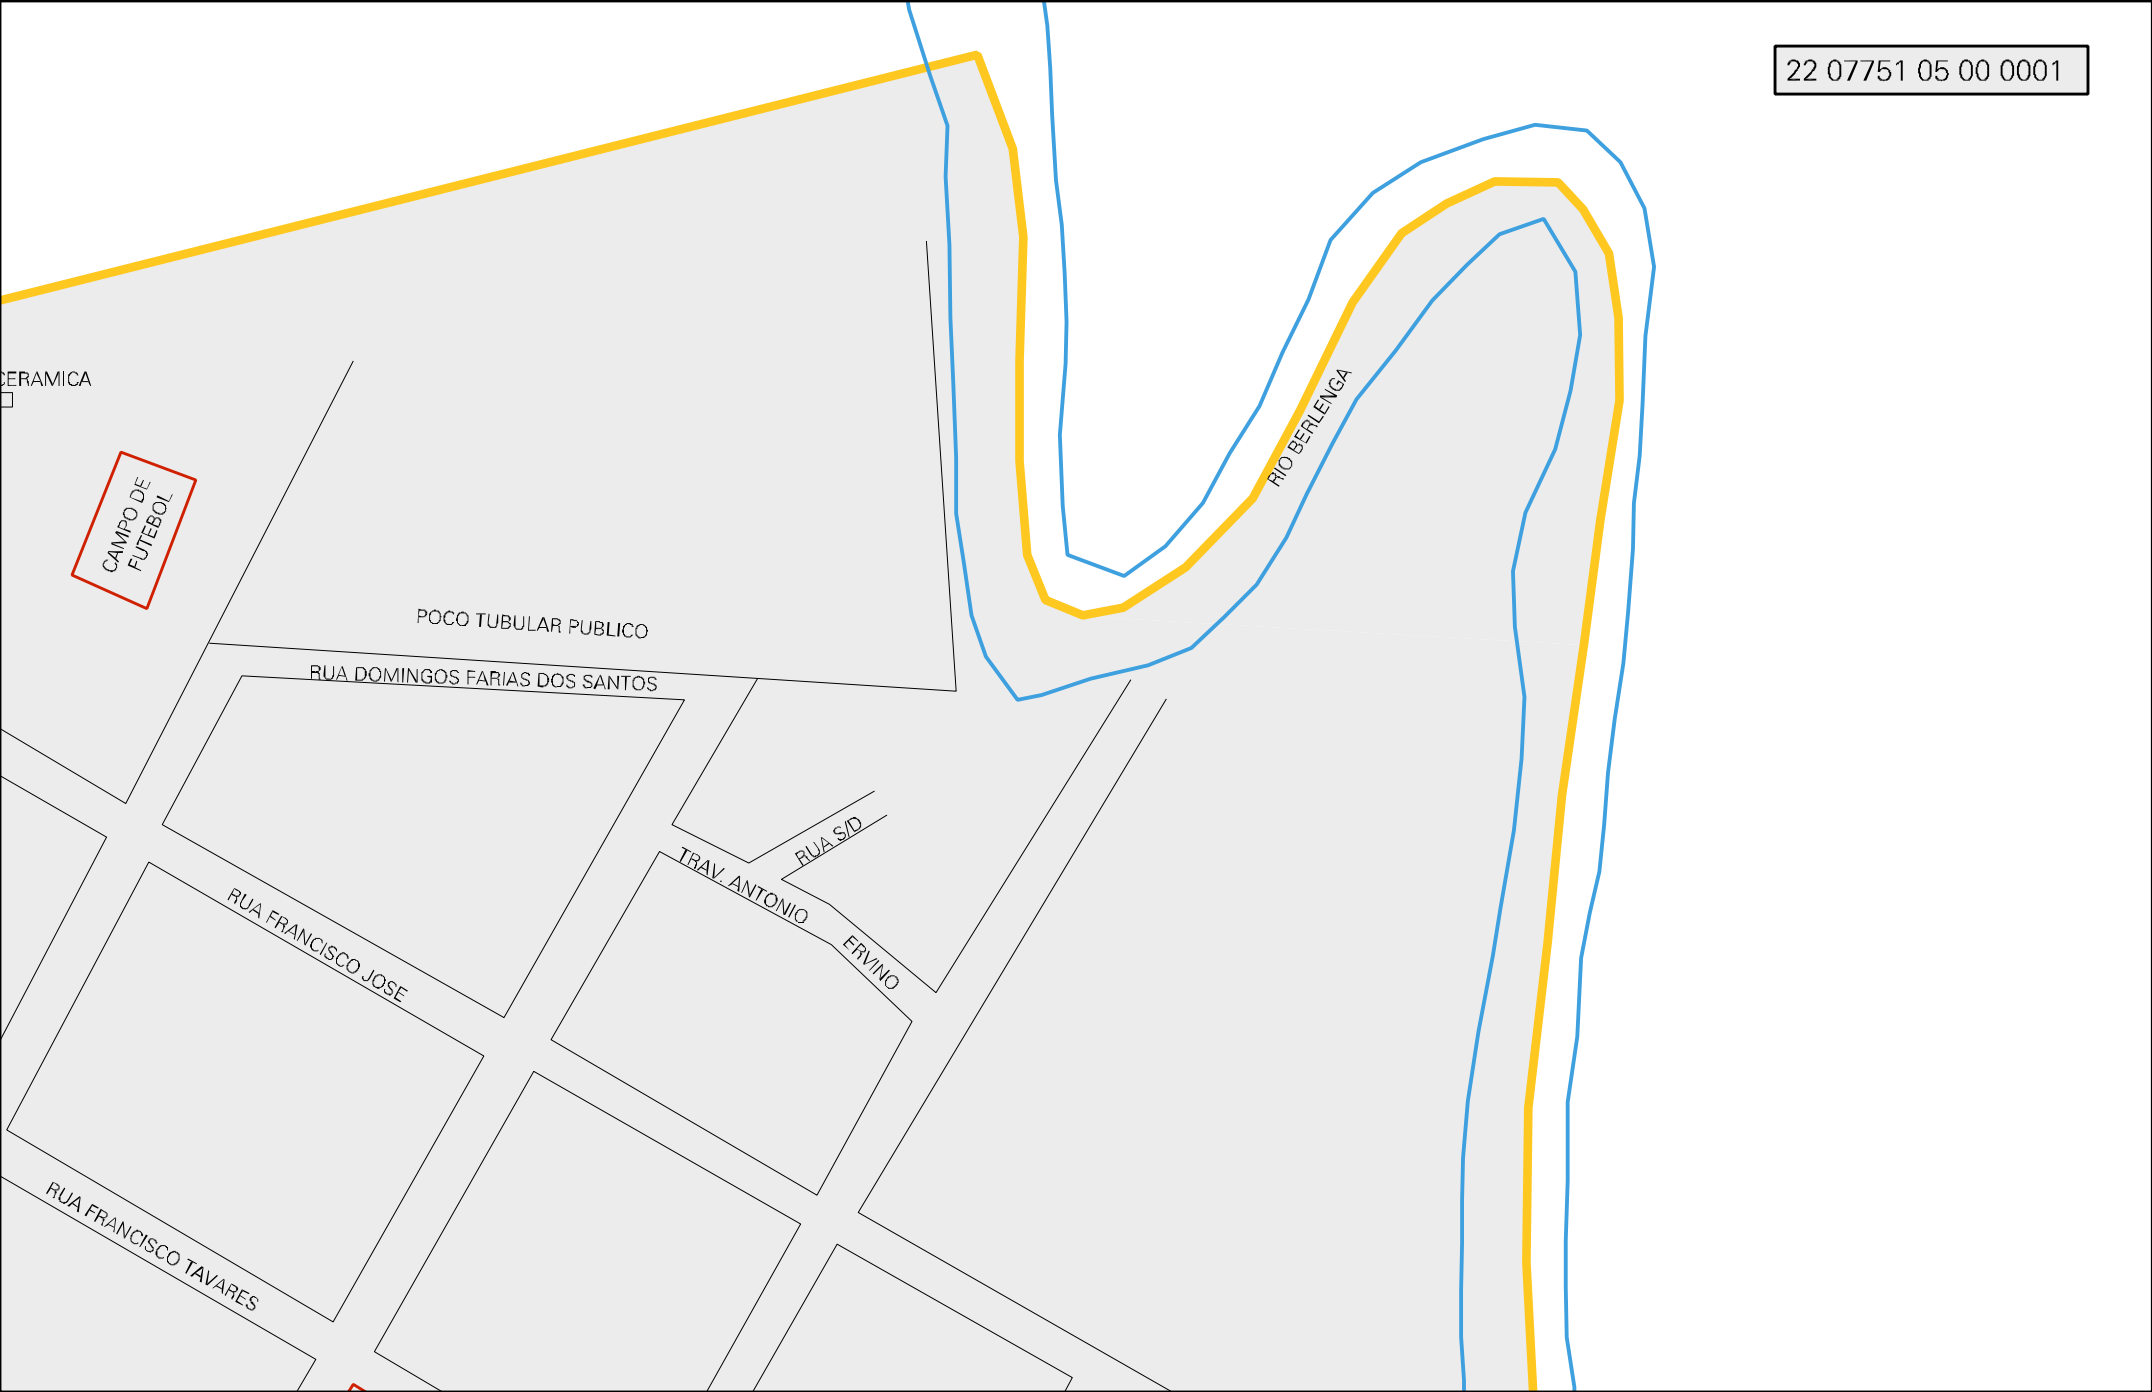 22 07751 05 00 0001
CERAMICA
CAMPO DE
FUTEBOL
RIO BERLENGA
POCO TUBULAR PUBLICO
RUA DOMINGOS FARIAS DOS SANTOS
RUA S/D
TRAV. ANTONIO
ERVINO
RUA FRANCISCO JOSE
RUA FRANCISCO TAVARES